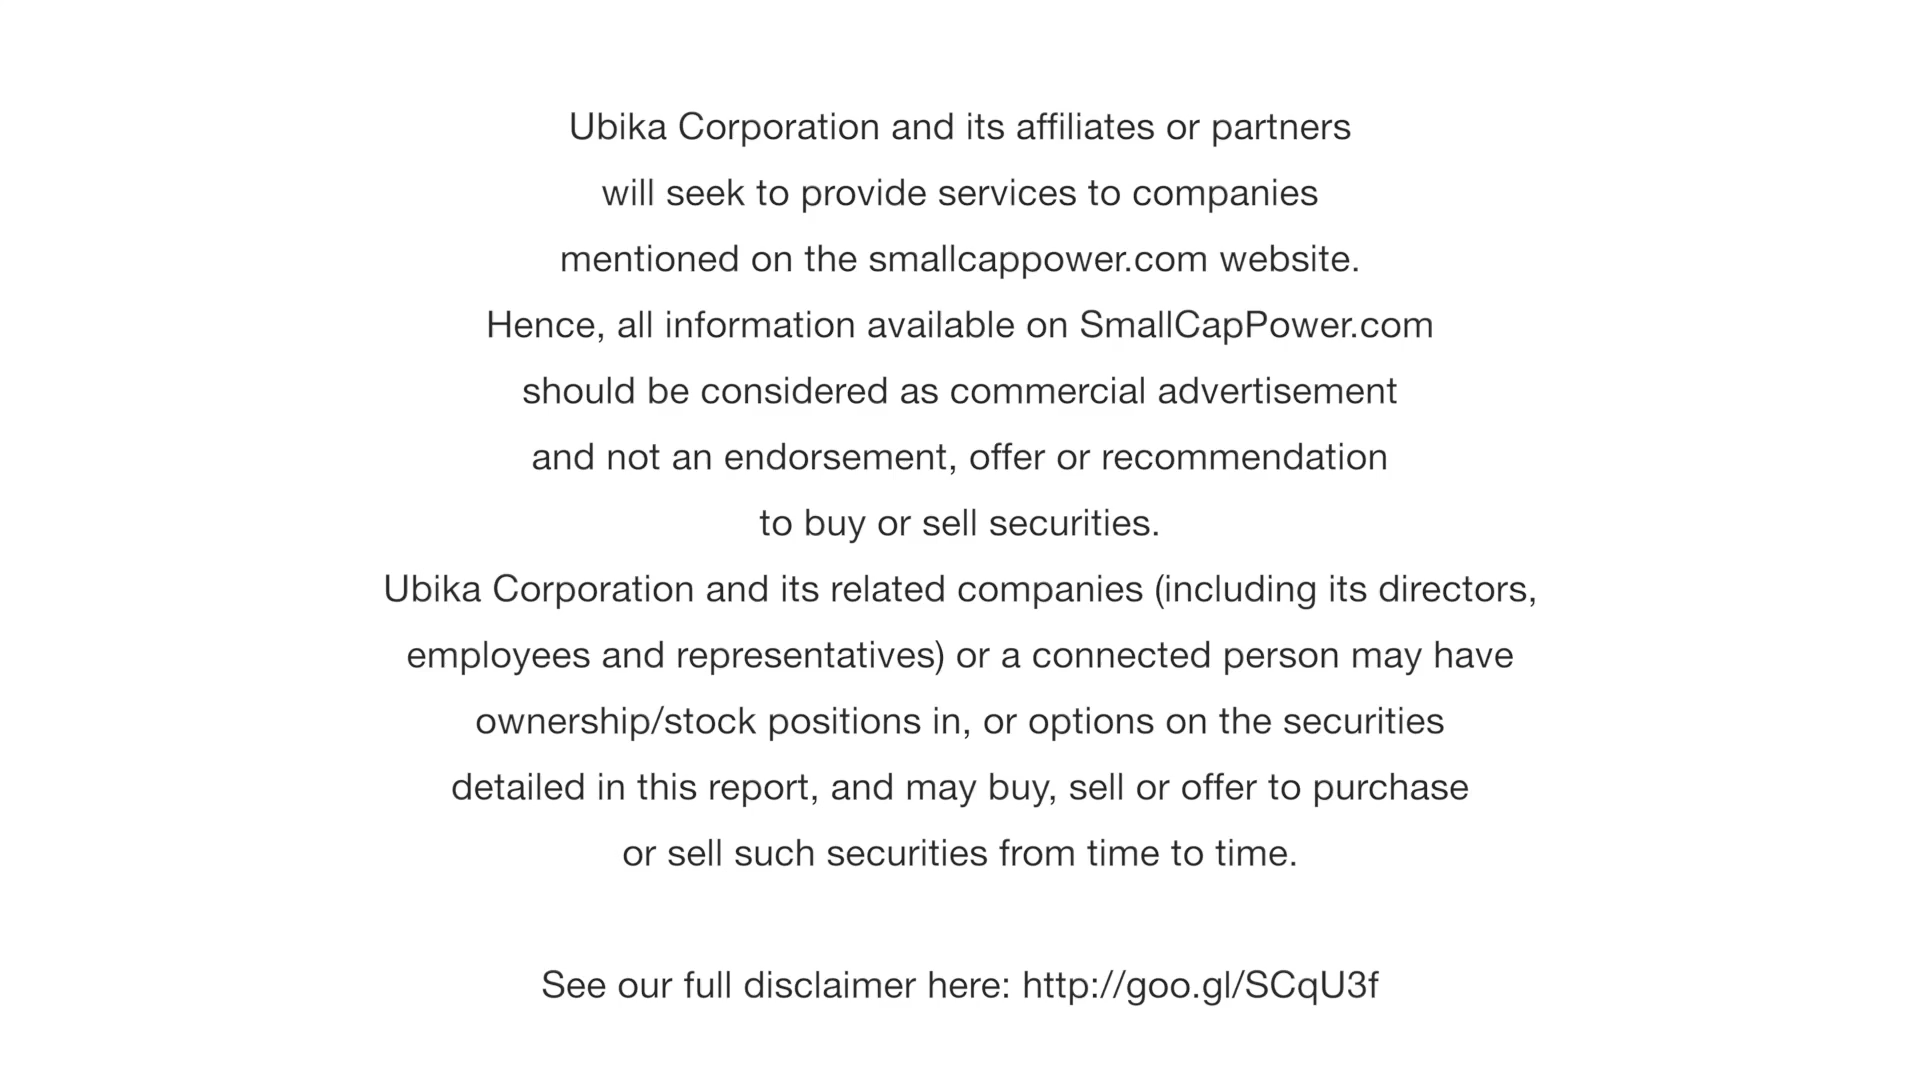 Ubika Corporation and its affiliates or partners
will seek to provide services to companies
mentioned on the smallcappower.com website.
Hence, all information available on SmallCapPower.com
should be considered as commercial advertisement
and not an endorsement, offer or recommendation
to buy or sell securities.
Ubika Corporation and its related companies (including its directors,
employees and representatives) or a connected person may have
ownership/stock positions in, or options on the securities
detailed in this report, and may buy, sell or offer to purchase
or sell such securities from time to time.
See our full disclaimer here: http://goo.gl/SCqU3f